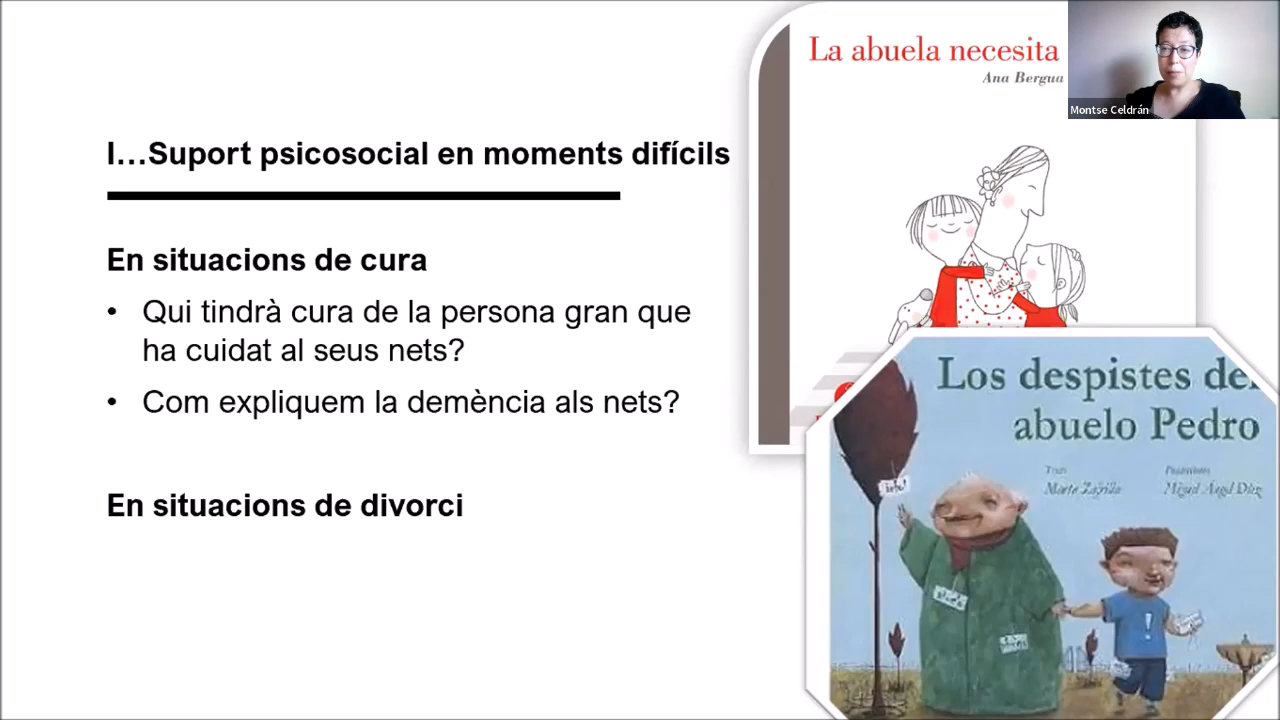 La abuela necesita
Ana Bergua
Montse Celdrán
I...Suport psicosocial en moments difícils
En situacions de cura
• Qui tindrà cura de la persona gran que
ha cuidat al seus nets?
• Com expliquem la demència als nets?
En situacions de divorci
Los despistes del
abuelo Pedro
Marta Zafrilla
Miguel Ángel Díez